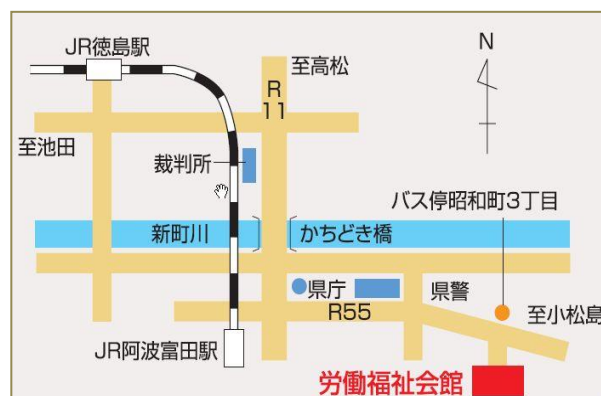 JR徳島駅
至高松
N
R
11
至池田
裁判所
バス停昭和町3丁目
新町川
かちどき橋
県庁
県警
R55
至小松島
JR阿波富田駅
労働福祉会館